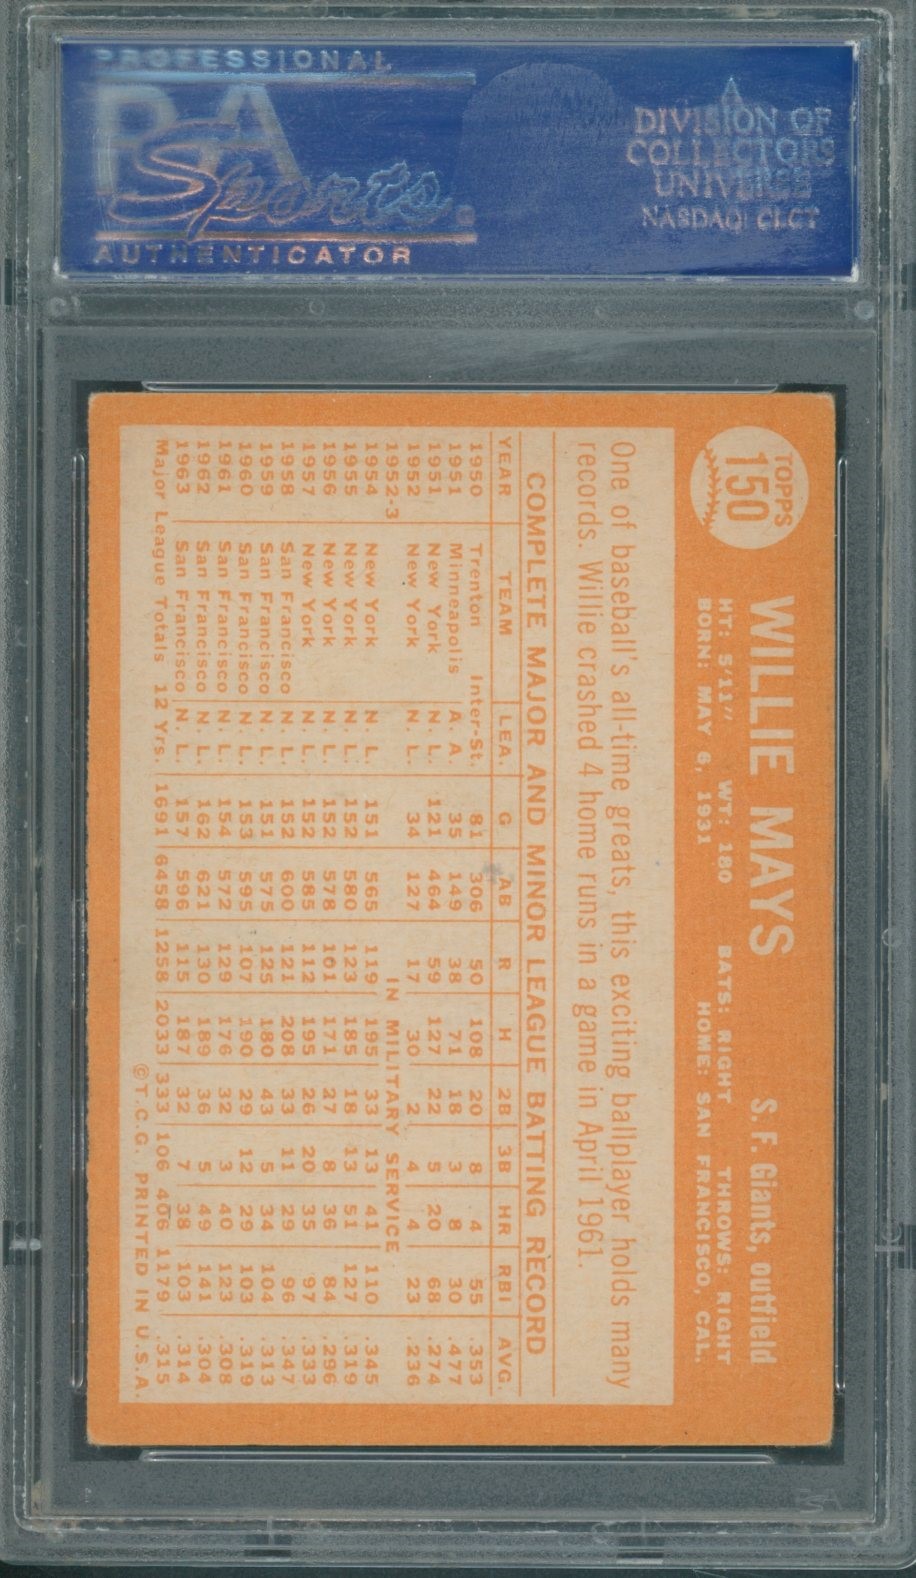 PROFESSIONAL
PSA
Sports
AUTHENTICATOR
DIVISION OF
COLLECTORS
UNIVERSE
NASDAQ: CLCT
TOPPS
150
WILLIE MAYS S. F. Giants, outfield
HT: 5'11" WT: 180 BATS: RIGHT THROWS: RIGHT
BORN: MAY 6, 1931 HOME: SAN FRANCISCO, CAL.
One of baseball's all-time greats, this exciting ballplayer holds many
records. Willie crashed 4 home runs in a game in April 1961.
COMPLETE MAJOR AND MINOR LEAGUE BATTING RECORD
YEAR TEAM LEA. G AB R H 2B 3B HR RBI AVG.
1950 Trenton Inter-St. 81 306 50 108 20 8 4 55 .353
1951 Minneapolis A. A. 35 149 38 71 18 3 8 30 .477
1951 New York N. L. 121 464 59 127 22 5 20 68 .274
1952 New York N. L. 34 127 17 30 2 4 4 23 .236
1952-3 IN MILITARY SERVICE
1954 New York N. L. 151 565 119 195 33 13 41 110 .345
1955 New York N. L. 152 580 123 185 18 13 51 127 .319
1956 New York N. L. 152 578 101 171 27 8 36 84 .296
1957 New York N. L. 152 585 112 195 26 20 35 97 .333
1958 San Francisco N. L. 152 600 121 208 33 11 29 96 .347
1959 San Francisco N. L. 151 575 125 180 43 5 34 104 .313
1960 San Francisco N. L. 153 595 107 190 29 12 29 103 .319
1961 San Francisco N. L. 154 572 129 176 32 3 40 123 .308
1962 San Francisco N. L. 162 621 130 189 36 5 49 141 .304
1963 San Francisco N. L. 157 596 115 187 32 7 38 103 .314
Major League Totals 12 Yrs. 1691 6458 1258 2033 333 106 406 1179 .315
©T.C.G. PRINTED IN U.S.A.
PSA